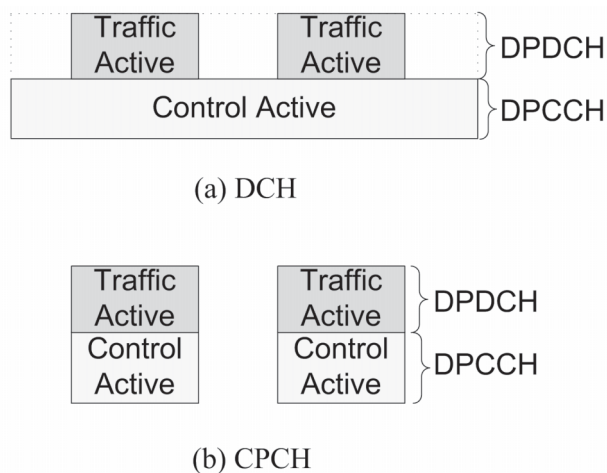 Traffic Active
Traffic Active
DPDCH
Control Active
DPCCH
(a) DCH
Traffic Active
Traffic Active
DPDCH
Control Active
Control Active
DPCCH
(b) CPCH